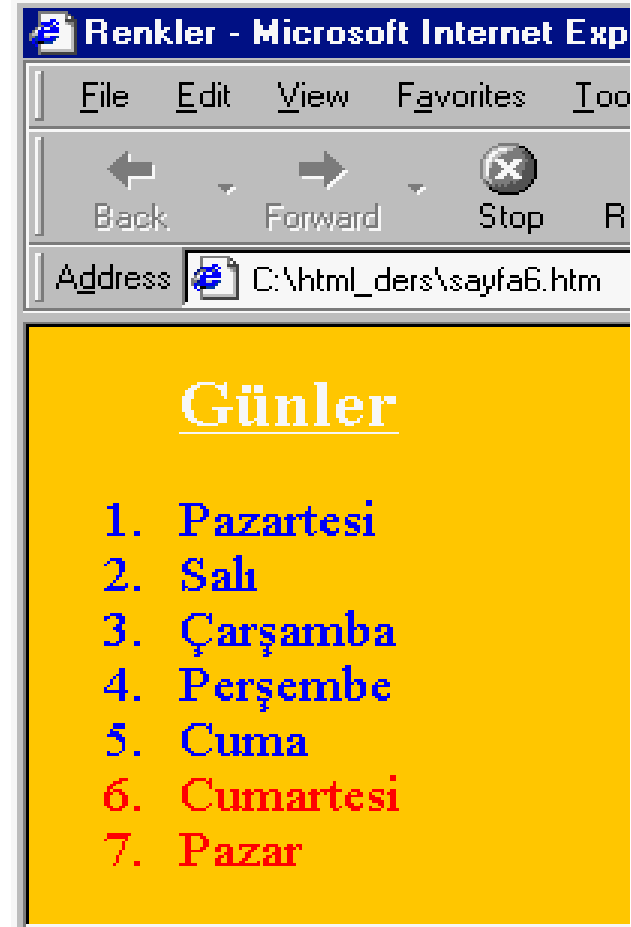 Renkler - Microsoft Internet Exp
File Edit View Favorites Too
Back Forward Stop R
Address C:\html_ders\sayfa6.htm
Günler
1. Pazartesi
2. Salı
3. Çarşamba
4. Perşembe
5. Cuma
6. Cumartesi
7. Pazar